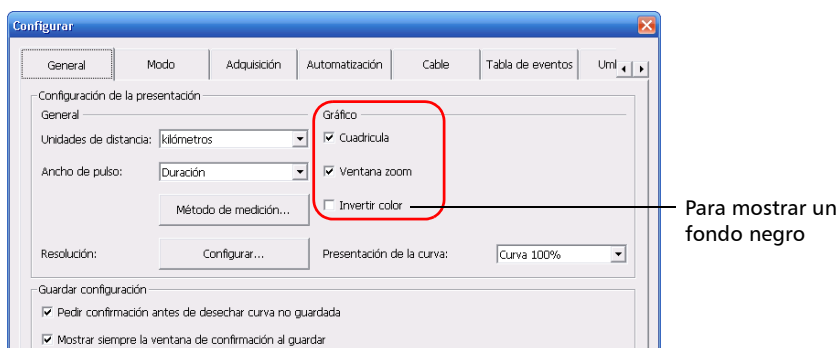 Configurar
General Modo Adquisición Automatización Cable Tabla de eventos Uml
Configuración de la presentación
General Gráfico
Unidades de distancia: kilómetros Cuadricula
Ancho de pulso: Duración Ventana zoom
Método de medición... Invertir color
Para mostrar un
fondo negro
Resolución: Configurar... Presentación de la curva: Curva 100%
Guardar configuración
Pedir confirmación antes de desechar curva no guardada
Mostrar siempre la ventana de confirmación al guardar